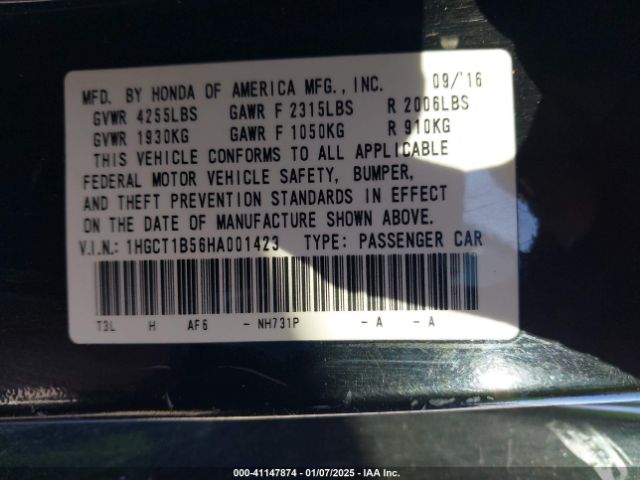 MFD. BY HONDA OF AMERICA MFG., INC. 09/'16
GVWR 4255LBS GAWR F 2315LBS R 2006LBS
GVWR 1930KG GAWR F 1050KG R 910KG
THIS VEHICLE CONFORMS TO ALL APPLICABLE
FEDERAL MOTOR VEHICLE SAFETY, BUMPER,
AND THEFT PREVENTION STANDARDS IN EFFECT
ON THE DATE OF MANUFACTURE SHOWN ABOVE.
V.I.N.: 1HGCT1B56HA001423 TYPE: PASSENGER CAR
T3L H AF6 - NH731P - A - A
000-41147874 | 01/07/2025 | IAA Inc.